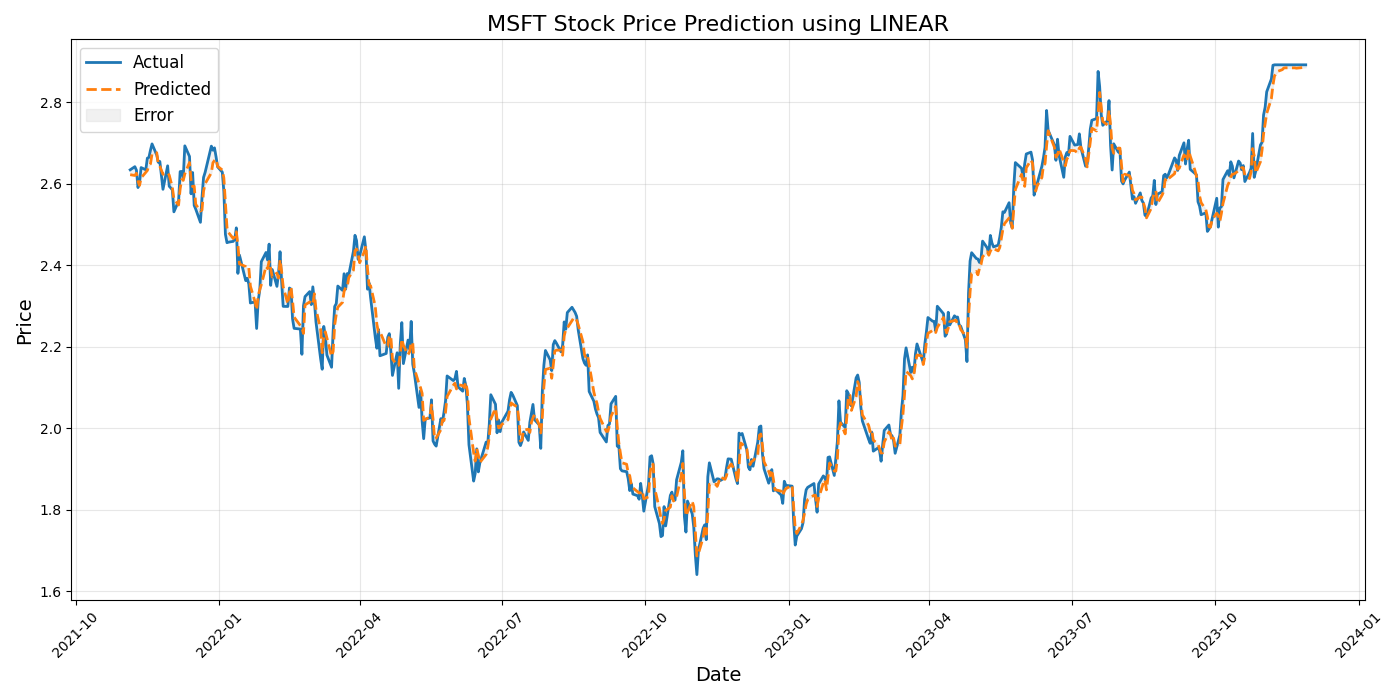 MSFT Stock Price Prediction using LINEAR
Actual
Predicted
Error
Price
2.8
2.6
2.4
2.2
2.0
1.8
1.6
2021-10
2022-01
2022-04
2022-07
2022-10
2023-01
2023-04
2023-07
2023-10
2024-01
Date